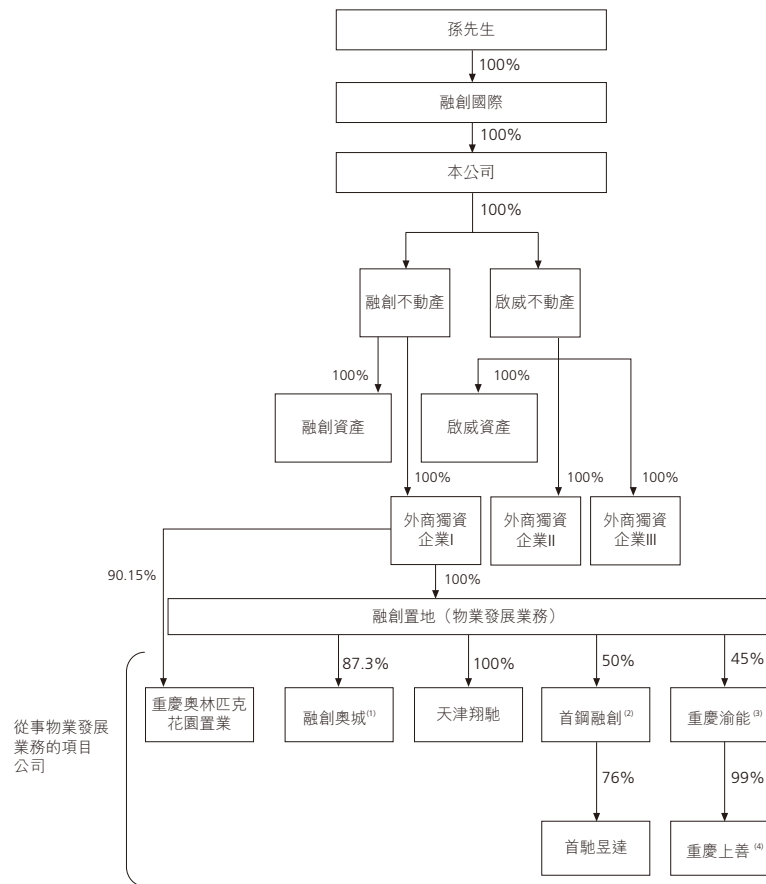 孫先生
100%
融創國際
100%
本公司
100%
融創不動產
啟威不動產
100%
100%
融創資產
啟威資產
100%
100%
100%
外商獨資
企業I
外商獨資
企業II
外商獨資
企業III
90.15%
100%
融創置地（物業發展業務）
87.3%
100%
50%
45%
從事物業發展
業務的項目
公司
重慶奧林匹克
花園置業
融創奧城(1)
天津翔馳
首鋼融創(2)
重慶渝能(3)
76%
99%
首馳昱達
重慶上善(4)